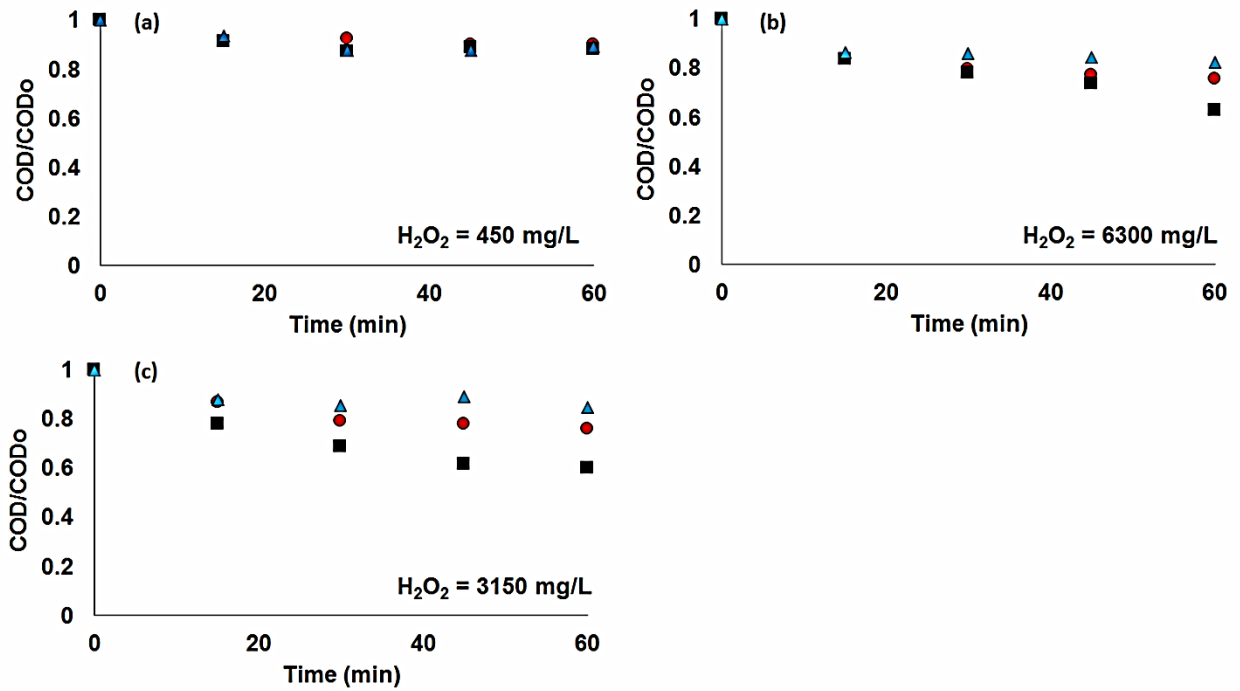 (a)
COD/CODo
1
0.8
0.6
0.4
0.2
0
H₂O₂ = 450 mg/L
0 20 40 60
Time (min)
(b)
COD/CODo
1
0.8
0.6
0.4
0.2
0
H₂O₂ = 6300 mg/L
0 20 40 60
Time (min)
(c)
COD/CODo
1
0.8
0.6
0.4
0.2
0
H₂O₂ = 3150 mg/L
0 20 40 60
Time (min)